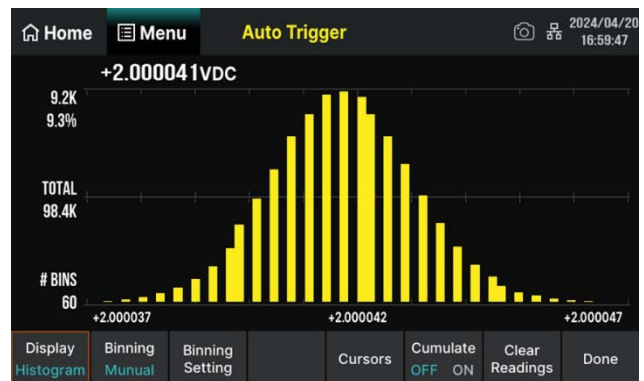 Home Menu Auto Trigger 2024/04/20
16:59:47
+2.000041VDC
9.2K
9.3%
TOTAL
98.4K
# BINS
60
+2.000037 +2.000042 +2.000047
Display Binning Binning Cursors Cumulate Clear Done
Histogram Manual Setting OFF ON Readings